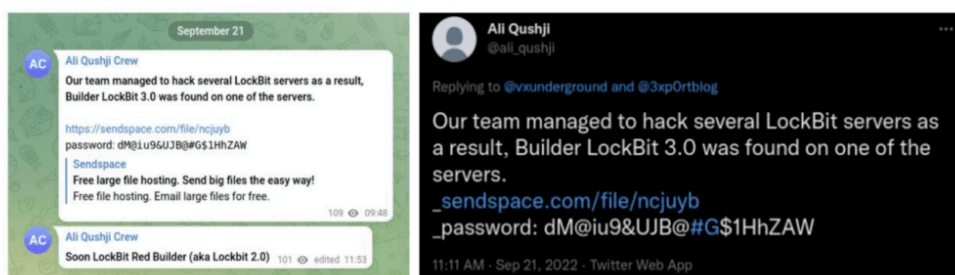 September 21
AC
Ali Qushji Crew
Our team managed to hack several LockBit servers as a result,
Builder LockBit 3.0 was found on one of the servers.
https://sendspace.com/file/ncjuyb
password: dM@iu9&UJB@#G$1HhZAW
Sendspace
Free large file hosting. Send big files the easy way!
Free file hosting. Email large files for free.
109 09:48
AC
Ali Qushji Crew
Soon LockBit Red Builder (aka Lockbit 2.0) 101 edited 11:53
Ali Qushji
@ali_qushji
Replying to @vxunderground and @3xp0rtblog
Our team managed to hack several LockBit servers as
a result, Builder LockBit 3.0 was found on one of the
servers.
_sendspace.com/file/ncjuyb
_password: dM@iu9&UJB@#G$1HhZAW
11:11 AM · Sep 21, 2022 · Twitter Web App